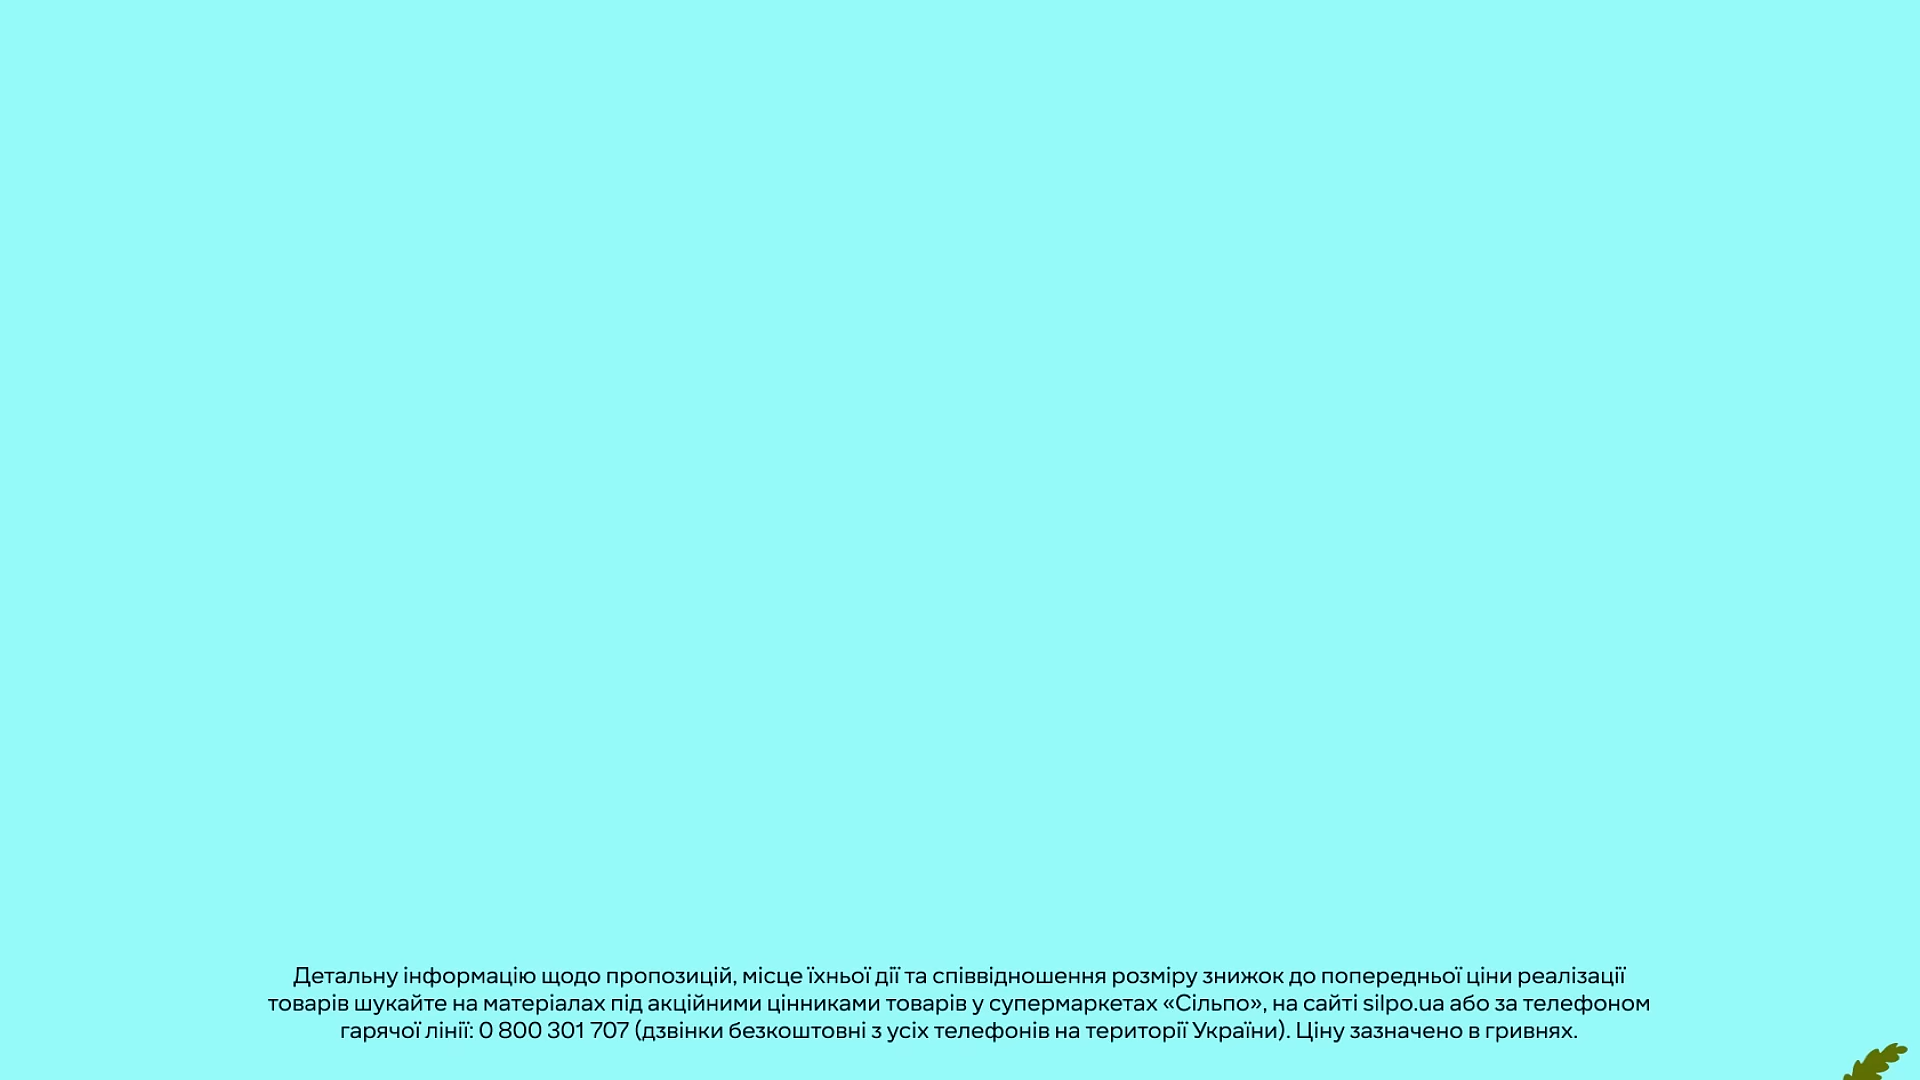 Детальну інформацію щодо пропозицій, місце їхньої дії та співвідношення розміру знижок до попередньої ціни реалізації
товарів шукайте на матеріалах під акційними цінниками товарів у супермаркетах «Сільпо», на сайті silpo.ua або за телефоном
гарячої лінії: 0 800 301 707 (дзвінки безкоштовні з усіх телефонів на території України). Ціну зазначено в гривнях.